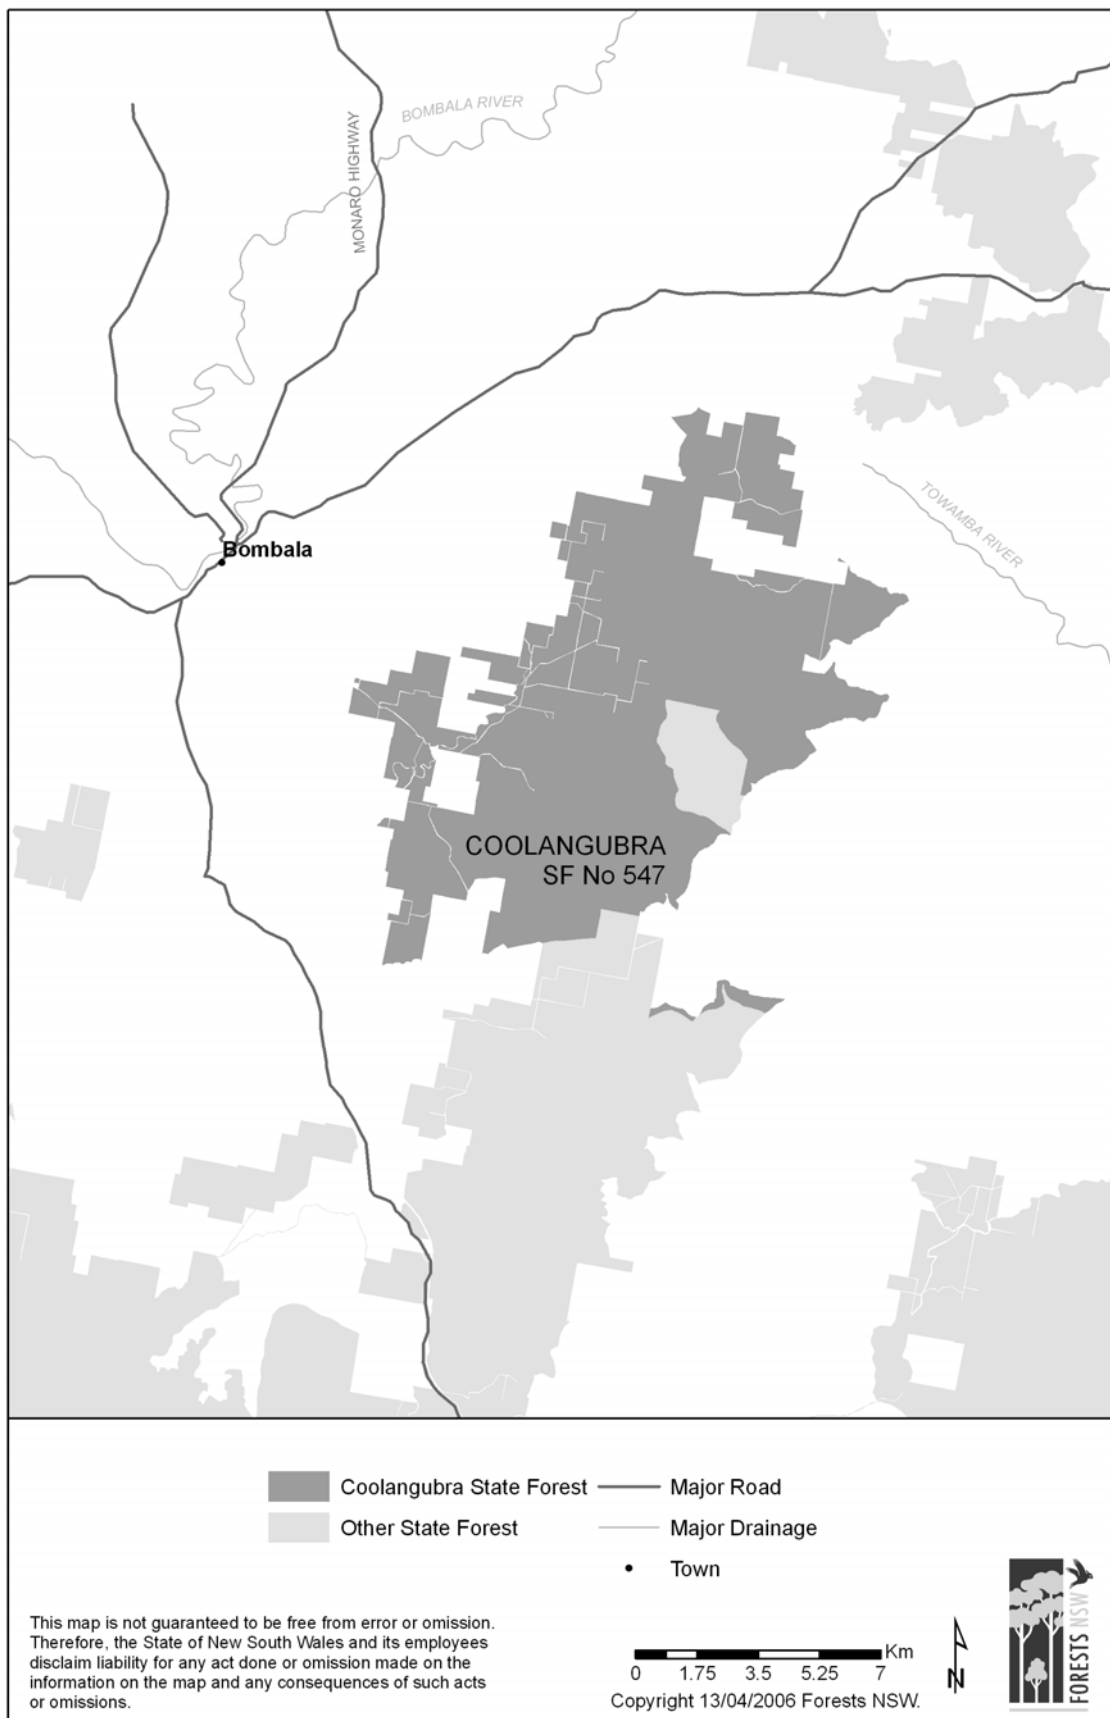 BOMBALA RIVER
MONARO HIGHWAY
TOWAMBA RIVER
Bombala
COOLANGUBRA
SF No 547
Coolangubra State Forest
Major Road
Other State Forest
Major Drainage
Town
This map is not guaranteed to be free from error or omission.
Therefore, the State of New South Wales and its employees
disclaim liability for any act done or omission made on the
information on the map and any consequences of such acts
or omissions.
Km
0 1.75 3.5 5.25 7
Copyright 13/04/2006 Forests NSW.
N
FORESTS NSW